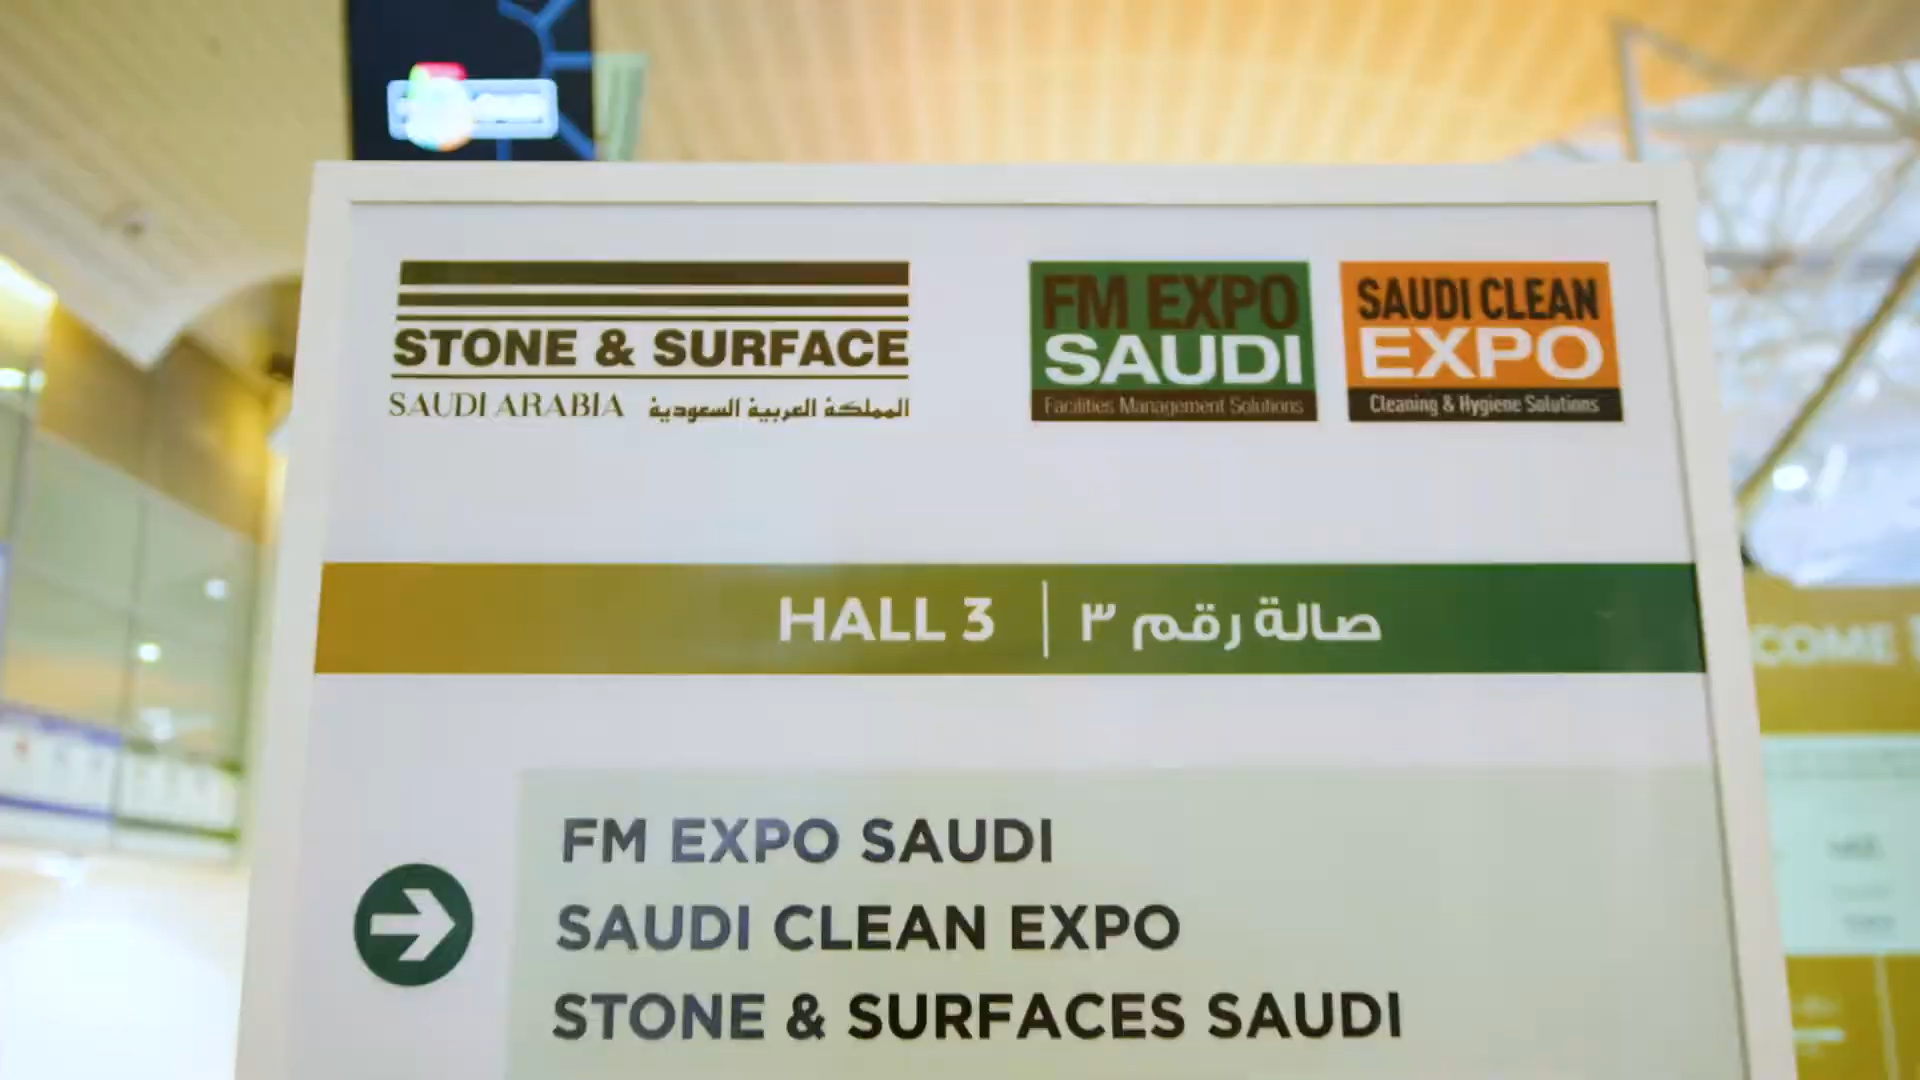 STONE & SURFACE
SAUDI ARABIA المملكة العربية السعودية
FM EXPO
SAUDI
Facilities Management Solutions
SAUDI CLEAN
EXPO
Cleaning & Hygiene Solutions
HALL 3 | صالة رقم ٣
FM EXPO SAUDI
SAUDI CLEAN EXPO
STONE & SURFACES SAUDI